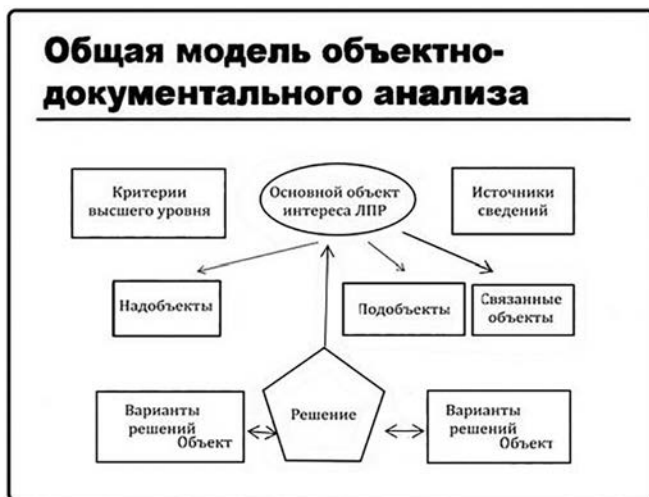 Общая модель объектно-
документального анализа
Критерии
высшего уровня
Основной объект
интереса ЛПР
Источники
сведений
Надобъекты
Подобъекты
Связанные
объекты
Варианты
решений
Объект
Решение
Варианты
решений
Объект